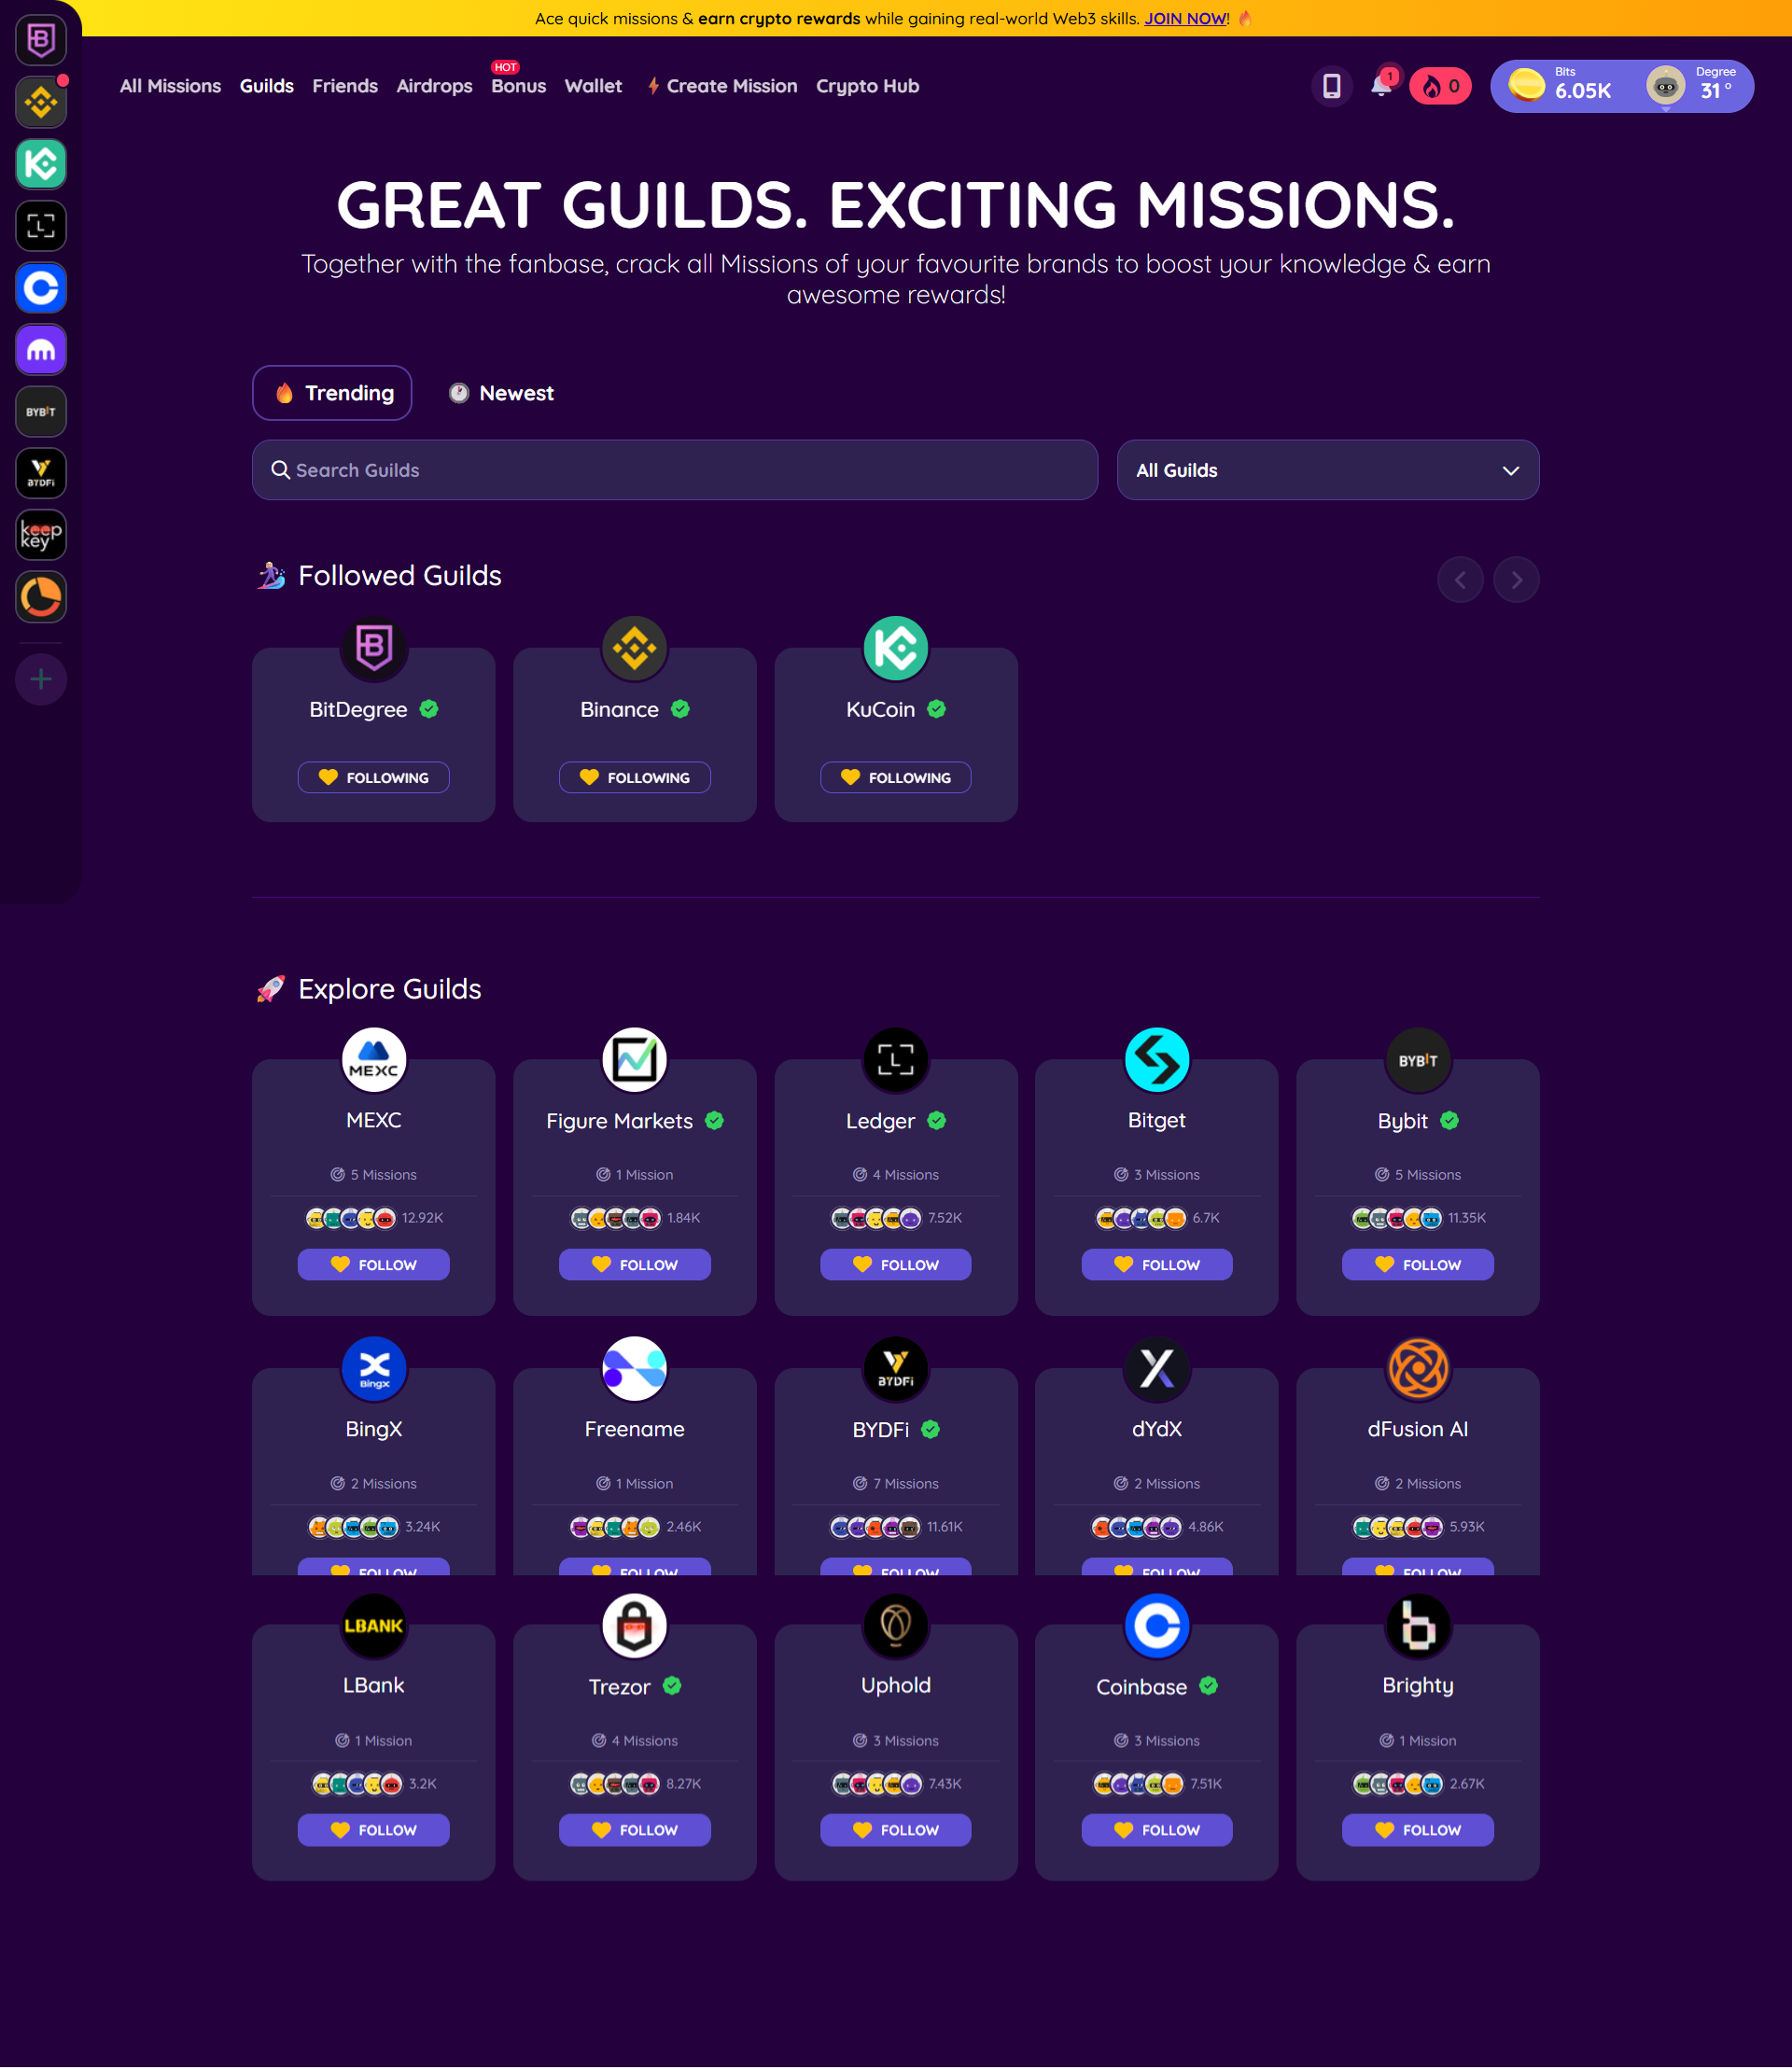 Ace quick missions & earn crypto rewards while gaining real-world Web3 skills. JOIN NOW!
All Missions Guilds Friends Airdrops HOT Bonus Wallet Create Mission Crypto Hub
1
0
Bits
6.05K
Degree
31 °
BYBIT
BYDFi
keepkey
GREAT GUILDS. EXCITING MISSIONS.
Together with the fanbase, crack all Missions of your favourite brands to boost your knowledge & earn
awesome rewards!
Trending Newest
Search Guilds All Guilds
Followed Guilds
BitDegree Binance KuCoin
FOLLOWING FOLLOWING FOLLOWING
Explore Guilds
MEXC L BYBIT
MEXC Figure Markets Ledger Bitget Bybit
5 Missions 1 Mission 4 Missions 3 Missions 5 Missions
12.92K 1.84K 7.52K 6.7K 11.35K
FOLLOW FOLLOW FOLLOW FOLLOW FOLLOW
BingX BYDFi
BingX Freename BYDFi dYdX dFusion AI
2 Missions 1 Mission 7 Missions 2 Missions 2 Missions
3.24K 2.46K 11.61K 4.86K 5.93K
FOLLOW FOLLOW FOLLOW FOLLOW FOLLOW
LBANK
LBank Trezor Uphold Coinbase Brighty
1 Mission 4 Missions 3 Missions 3 Missions 1 Mission
3.2K 8.27K 7.43K 7.51K 2.67K
FOLLOW FOLLOW FOLLOW FOLLOW FOLLOW